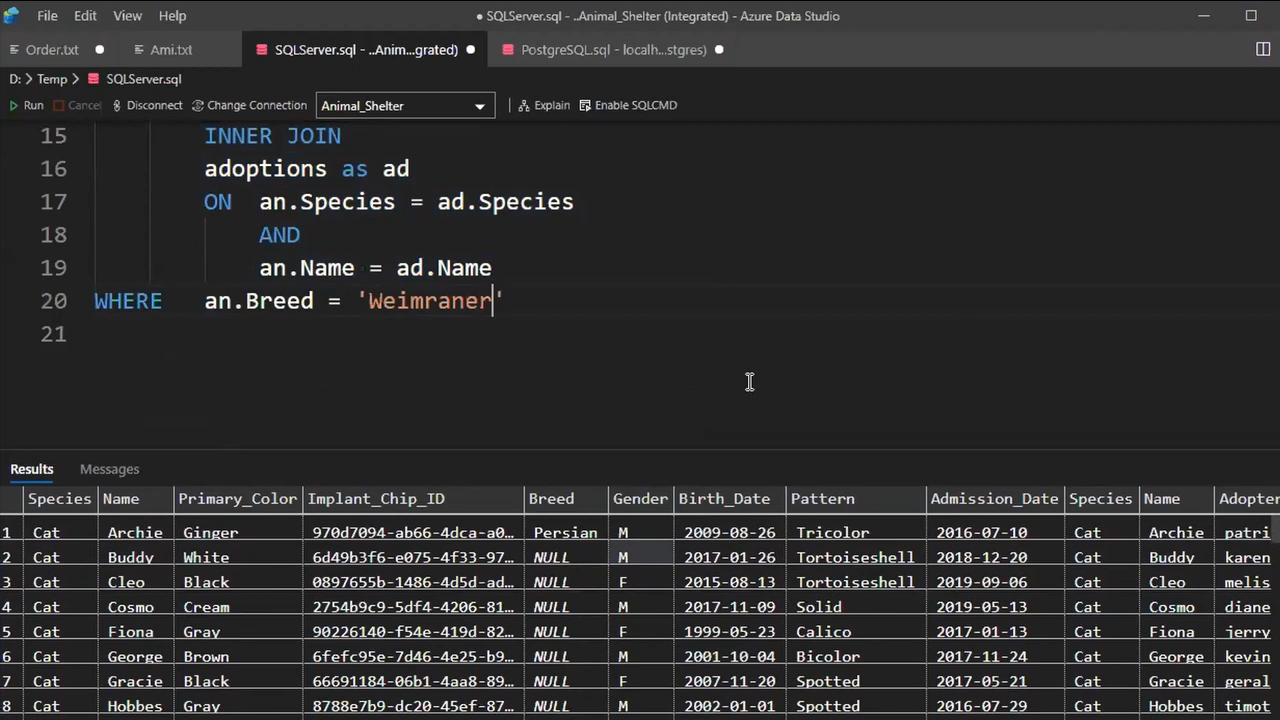 File Edit View Help ● SQLServer.sql - ..Animal_Shelter (Integrated) - Azure Data Studio
Order.txt Ami.txt SQLServer.sql - ..Anim...grated) PostgreSQL.sql - localh...stgres)
D: > Temp > SQLServer.sql
Run Cancel Disconnect Change Connection Animal_Shelter Explain Enable SQLCMD
15 INNER JOIN
16 adoptions as ad
17 ON an.Species = ad.Species
18 AND
19 an.Name = ad.Name
20 WHERE an.Breed = 'Weimraner'
21
Results Messages
Species Name Primary_Color Implant_Chip_ID Breed Gender Birth_Date Pattern Admission_Date Species Name Adopter
1 Cat Archie Ginger 970d7094-ab66-4dca-a0... Persian M 2009-08-26 Tricolor 2016-07-10 Cat Archie patri
2 Cat Buddy White 6d49b3f6-e075-4f33-97... NULL M 2017-01-26 Tortoiseshell 2018-12-20 Cat Buddy karen
3 Cat Cleo Black 0897655b-1486-4d5d-ad... NULL F 2015-08-13 Tortoiseshell 2019-09-06 Cat Cleo melis
4 Cat Cosmo Cream 2754b9c9-5df4-4206-81... NULL M 2017-11-09 Solid 2019-05-13 Cat Cosmo diane
5 Cat Fiona Gray 90226140-f54e-419d-82... NULL F 1999-05-23 Calico 2017-01-13 Cat Fiona jerry
6 Cat George Brown 6fefc95e-7d46-4e25-b9... NULL M 2001-10-04 Bicolor 2017-11-24 Cat George kevin
7 Cat Gracie Black 66691184-06b1-4aa8-89... NULL F 2007-11-20 Spotted 2017-05-21 Cat Gracie geral
8 Cat Hobbes Gray 8788e7b9-dc20-45ef-87... NULL M 2002-01-01 Spotted 2016-07-29 Cat Hobbes timot